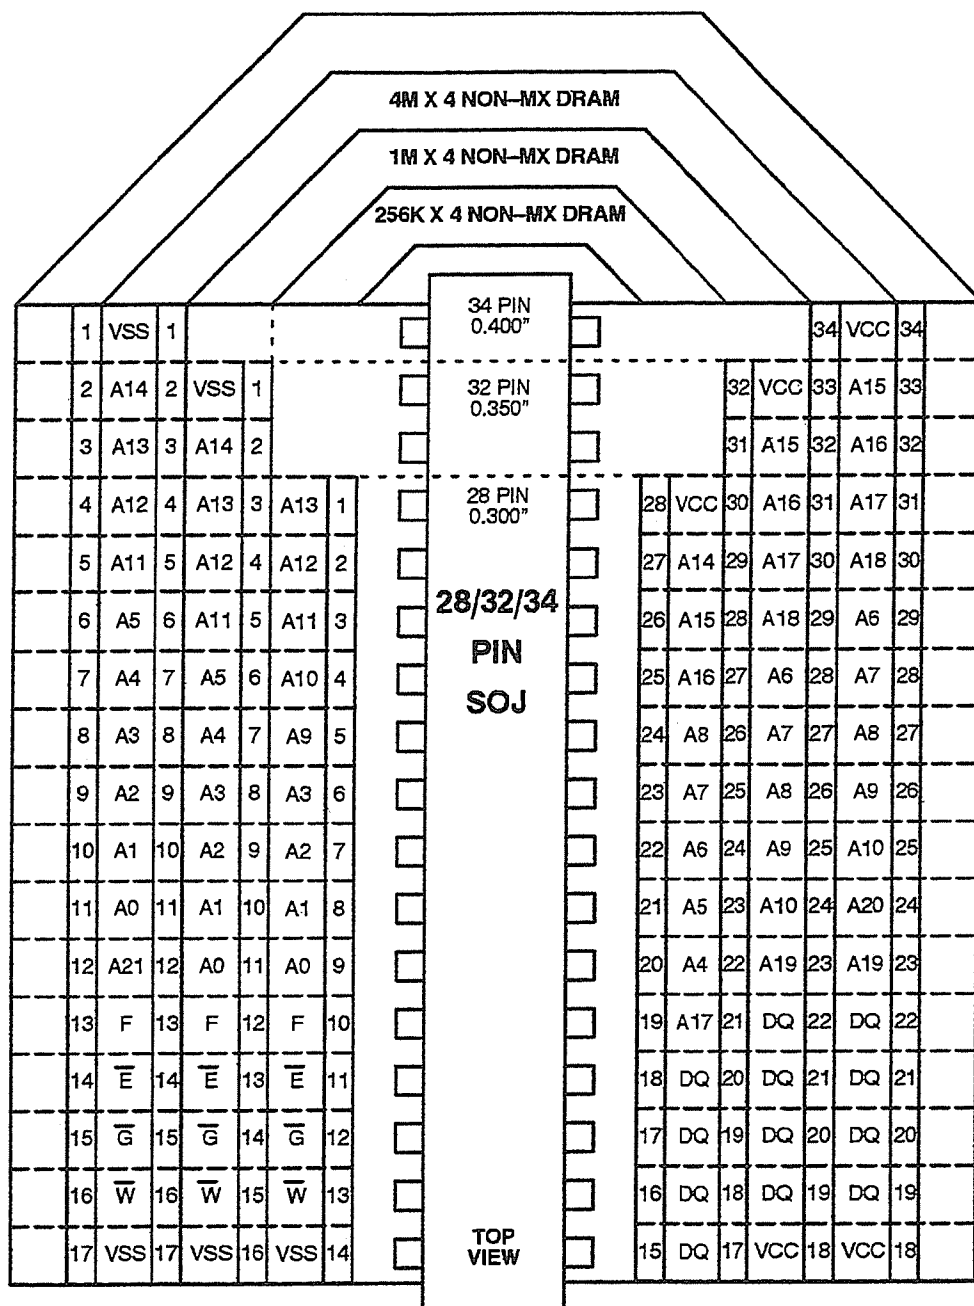 4M X 4 NON–MX DRAM
1M X 4 NON–MX DRAM
256K X 4 NON–MX DRAM
34 PIN
0.400”
1 VSS 1 34 VCC 34
32 PIN
0.350”
2 A14 2 VSS 1 32 VCC 33 A15 33
3 A13 3 A14 2 31 A15 32 A16 32
28 PIN
0.300”
4 A12 4 A13 3 A13 1 28 VCC 30 A16 31 A17 31
5 A11 5 A12 4 A12 2 27 A14 29 A17 30 A18 30
28/32/34
PIN
SOJ
6 A5 6 A11 5 A11 3 26 A15 28 A18 29 A6 29
7 A4 7 A5 6 A10 4 25 A16 27 A6 28 A7 28
8 A3 8 A4 7 A9 5 24 A8 26 A7 27 A8 27
9 A2 9 A3 8 A3 6 23 A7 25 A8 26 A9 26
10 A1 10 A2 9 A2 7 22 A6 24 A9 25 A10 25
11 A0 11 A1 10 A1 8 21 A5 23 A10 24 A20 24
12 A21 12 A0 11 A0 9 20 A4 22 A19 23 A19 23
13 F 13 F 12 F 10 19 A17 21 DQ 22 DQ 22
14 E̅ 14 E̅ 13 E̅ 11 18 DQ 20 DQ 21 DQ 21
15 G̅ 15 G̅ 14 G̅ 12 17 DQ 19 DQ 20 DQ 20
16 W̅ 16 W̅ 15 W̅ 13 16 DQ 18 DQ 19 DQ 19
17 VSS 17 VSS 16 VSS 14 15 DQ 17 VCC 18 VCC 18
TOP
VIEW